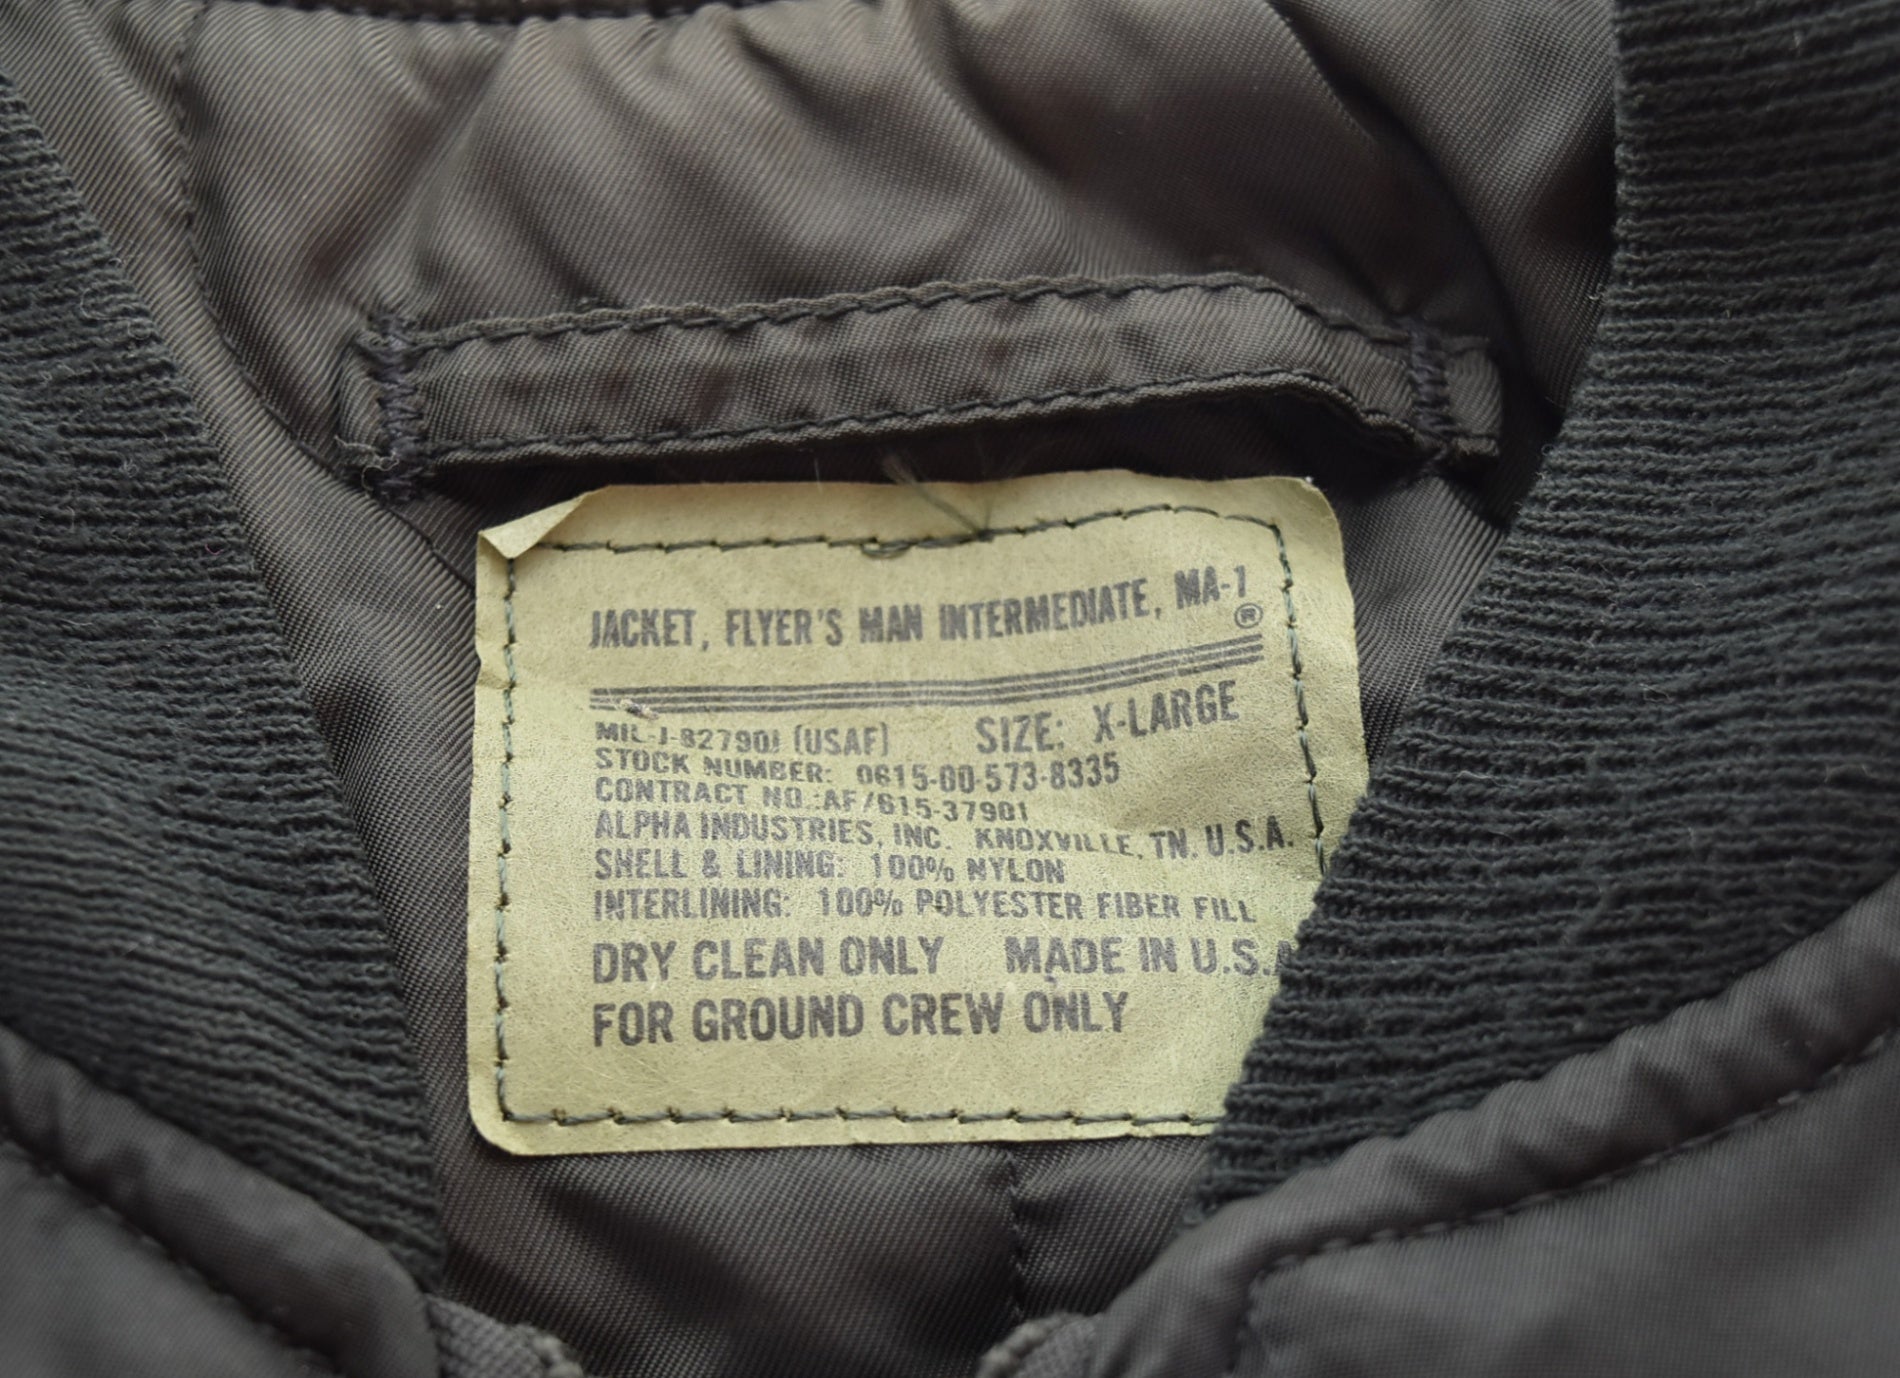 JACKET, FLYER'S MAN INTERMEDIATE, MA-1 ®
MIL-J-82790J (USAF) SIZE: X-LARGE
STOCK NUMBER: 0615-00-573-8335
CONTRACT NO.:AF/615-37901
ALPHA INDUSTRIES, INC. KNOXVILLE, TN. U.S.A.
SHELL & LINING: 100% NYLON
INTERLINING: 100% POLYESTER FIBER FILL
DRY CLEAN ONLY MADE IN U.S.A
FOR GROUND CREW ONLY